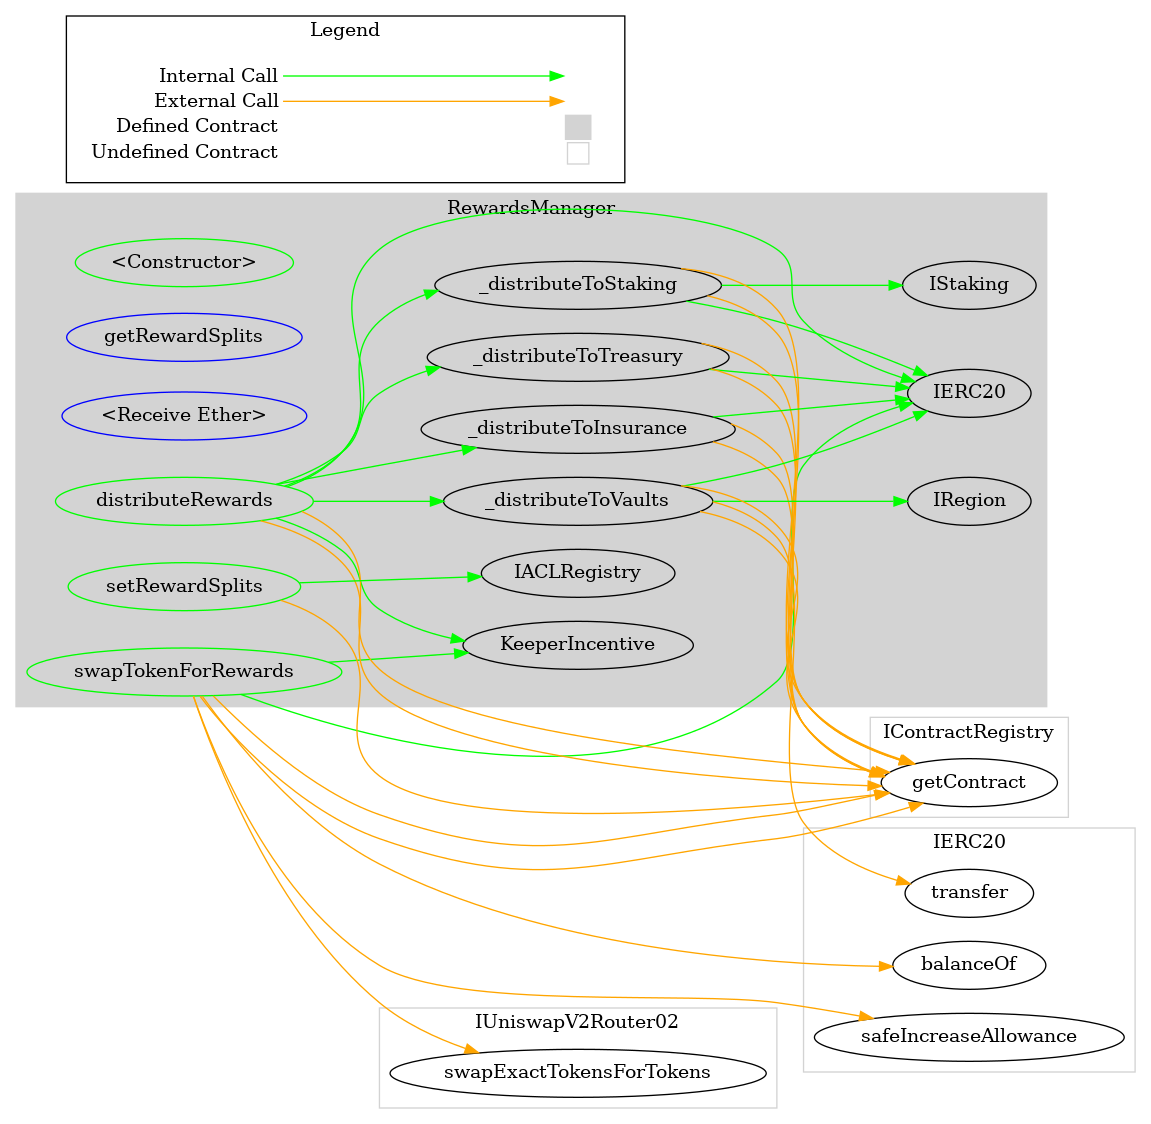 Legend
Internal Call
External Call
Defined Contract
Undefined Contract
RewardsManager
<Constructor>
getRewardSplits
<Receive Ether>
distributeRewards
setRewardSplits
swapTokenForRewards
_distributeToStaking
_distributeToTreasury
_distributeToInsurance
_distributeToVaults
IACLRegistry
KeeperIncentive
IStaking
IERC20
IRegion
IContractRegistry
getContract
IERC20
transfer
balanceOf
safeIncreaseAllowance
IUniswapV2Router02
swapExactTokensForTokens